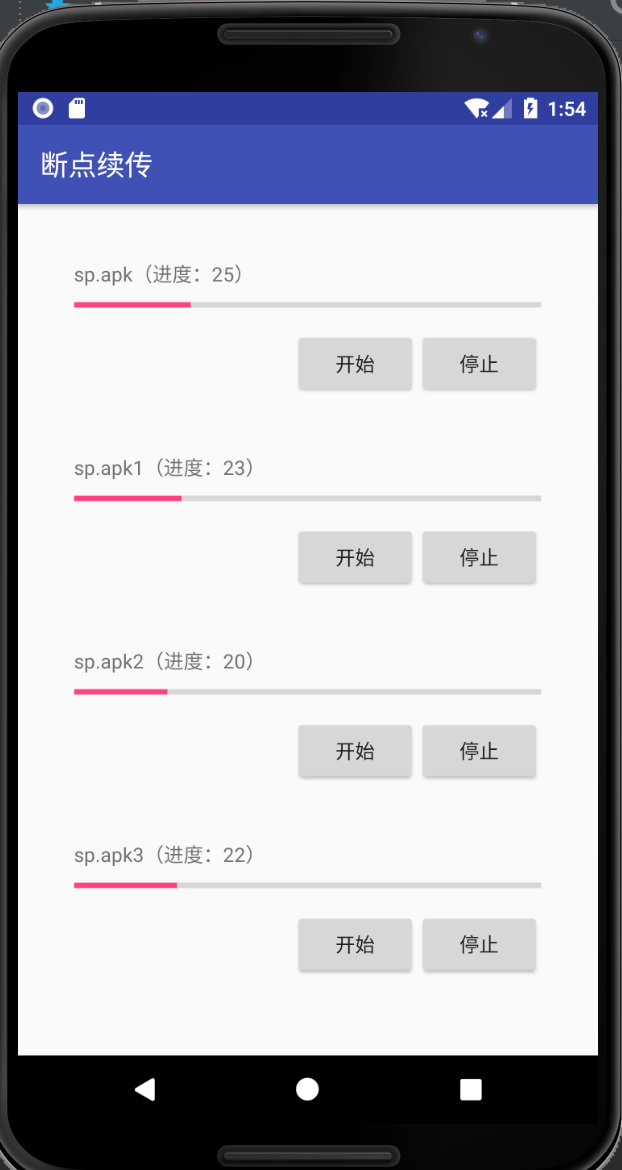 1:54
断点续传
sp.apk（进度：25）
开始 停止
sp.apk1（进度：23）
开始 停止
sp.apk2（进度：20）
开始 停止
sp.apk3（进度：22）
开始 停止